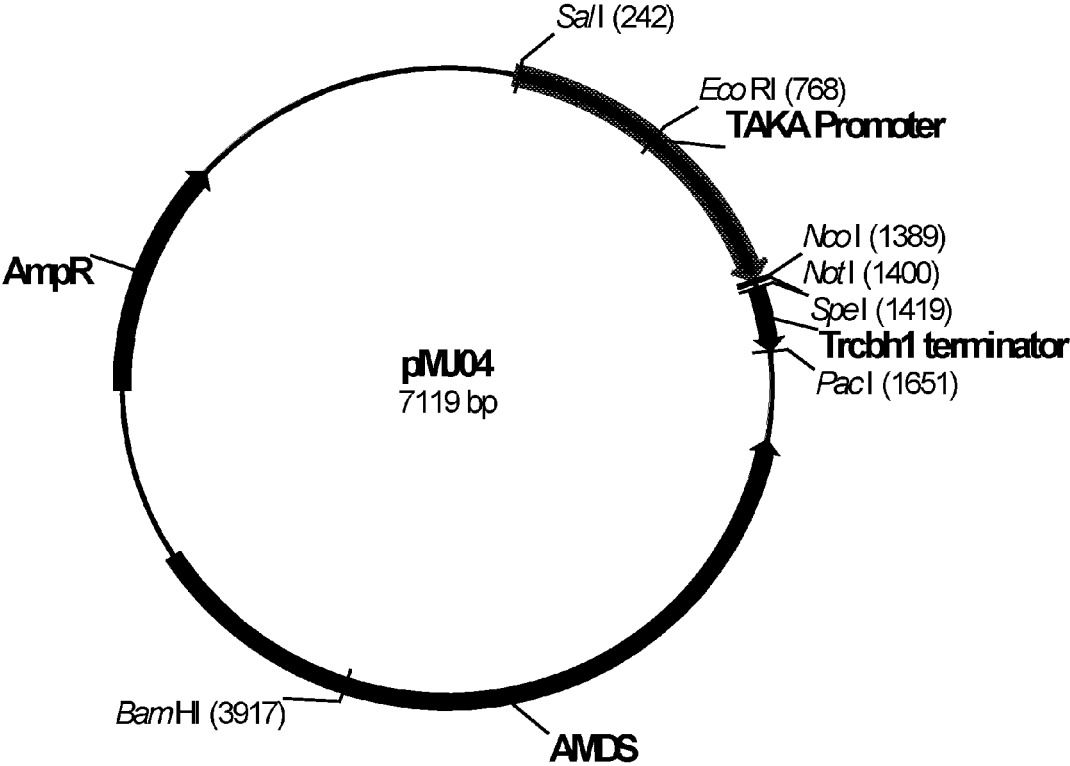 SalI (242)
EcoRI (768)
TAKA Promoter
NcoI (1389)
NotI (1400)
SpeI (1419)
Trcbh1 terminator
PacI (1651)
AmpR
pMJ04
7119 bp
BamHI (3917)
AMDS